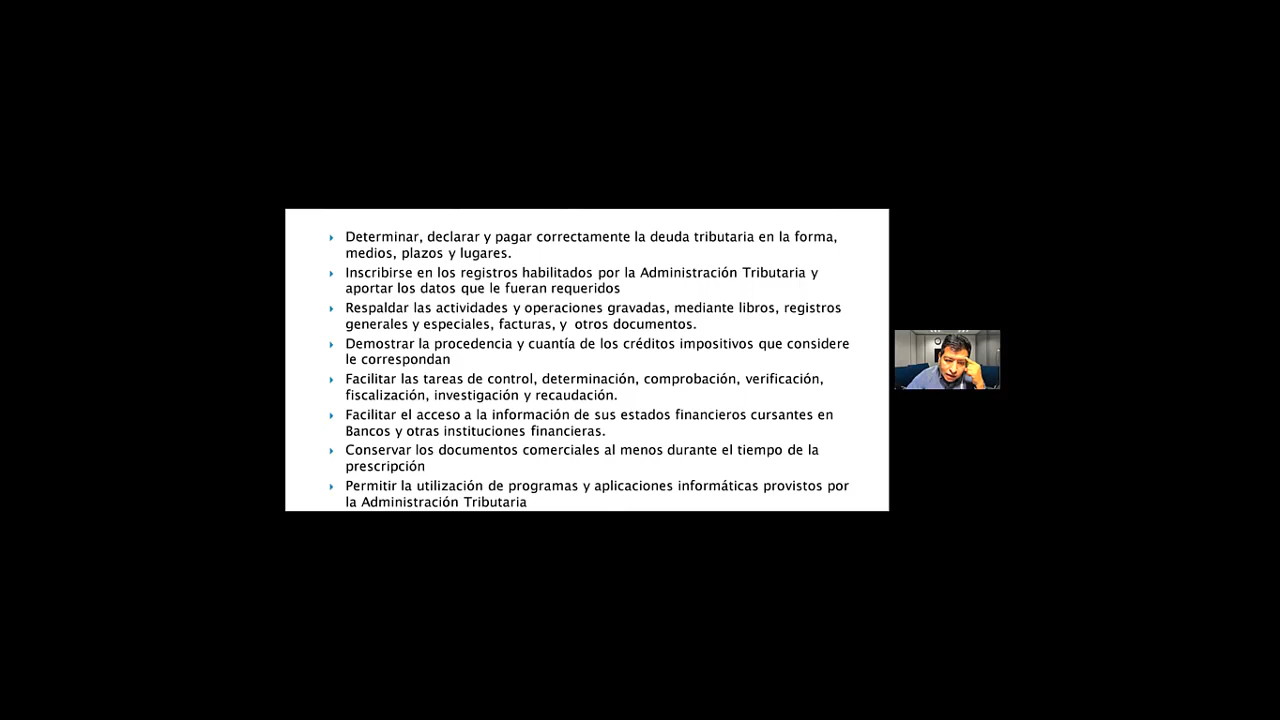 Determinar, declarar y pagar correctamente la deuda tributaria en la forma,
medios, plazos y lugares.
Inscribirse en los registros habilitados por la Administración Tributaria y
aportar los datos que le fueran requeridos
Respaldar las actividades y operaciones gravadas, mediante libros, registros
generales y especiales, facturas, y  otros documentos.
Demostrar la procedencia y cuantía de los créditos impositivos que considere
le correspondan
Facilitar las tareas de control, determinación, comprobación, verificación,
fiscalización, investigación y recaudación.
Facilitar el acceso a la información de sus estados financieros cursantes en
Bancos y otras instituciones financieras.
Conservar los documentos comerciales al menos durante el tiempo de la
prescripción
Permitir la utilización de programas y aplicaciones informáticas provistos por
la Administración Tributaria